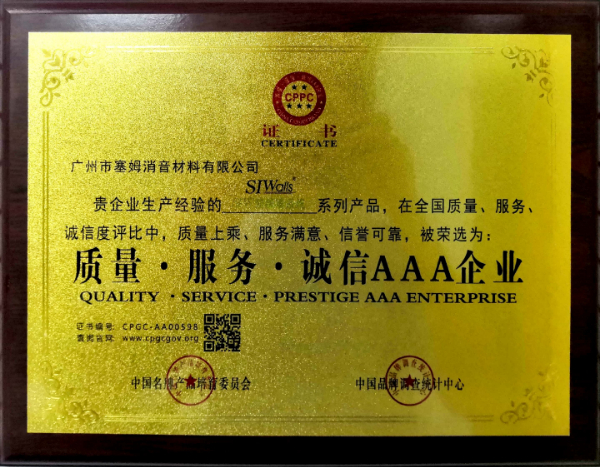 CPPC
证 书
CERTIFICATE
广州市塞姆消音材料有限公司
SIWalls
贵企业生产经验的 系列产品，在全国质量、服务、
诚信度评比中，质量上乘、服务满意、信誉可靠，被荣选为：
质量·服务·诚信AAA企业
QUALITY · SERVICE · PRESTIGE AAA ENTERPRISE
证书编号: CPGC-AA00598
查询官网: www.cpgcgov.org
中国名牌产品培育委员会 中国品牌调查统计中心